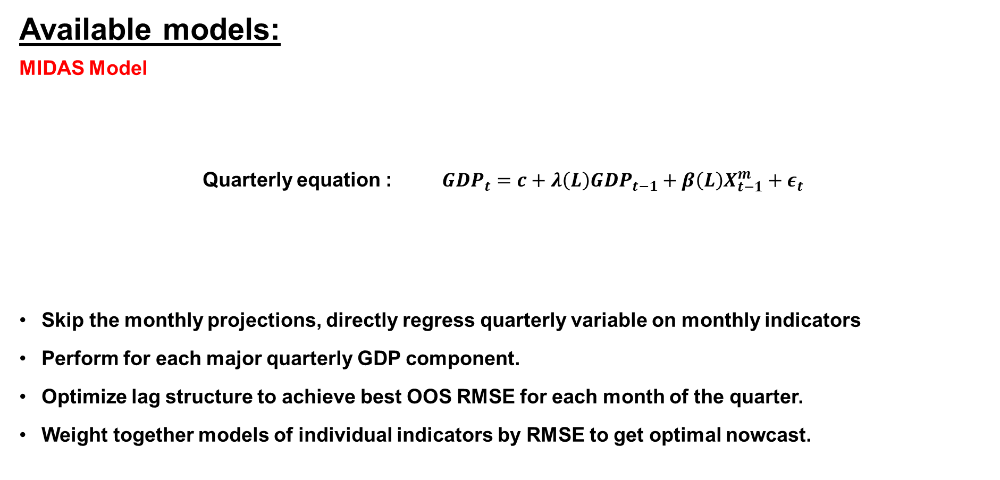 Available models:
MIDAS Model
Quarterly equation : $GDP_t = c + \lambda(L)GDP_{t-1} + \beta(L)X_{t-1}^{m} + \epsilon_t$
• Skip the monthly projections, directly regress quarterly variable on monthly indicators
• Perform for each major quarterly GDP component.
• Optimize lag structure to achieve best OOS RMSE for each month of the quarter.
• Weight together models of individual indicators by RMSE to get optimal nowcast.